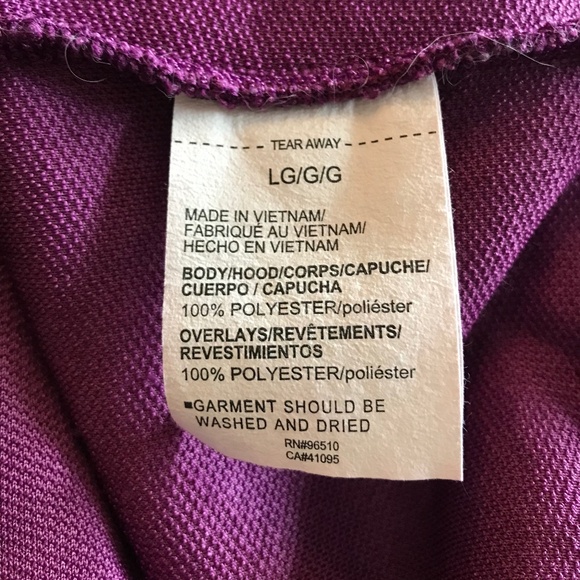 TEAR AWAY
LG/G/G
MADE IN VIETNAM/
FABRIQUÉ AU VIETNAM/
HECHO EN VIETNAM
BODY/HOOD/CORPS/CAPUCHE/
CUERPO / CAPUCHA
100% POLYESTER/poliéster
OVERLAYS/REVÊTEMENTS/
REVESTIMIENTOS
100% POLYESTER/poliéster
■GARMENT SHOULD BE
WASHED AND DRIED
RN#96510
CA#41095